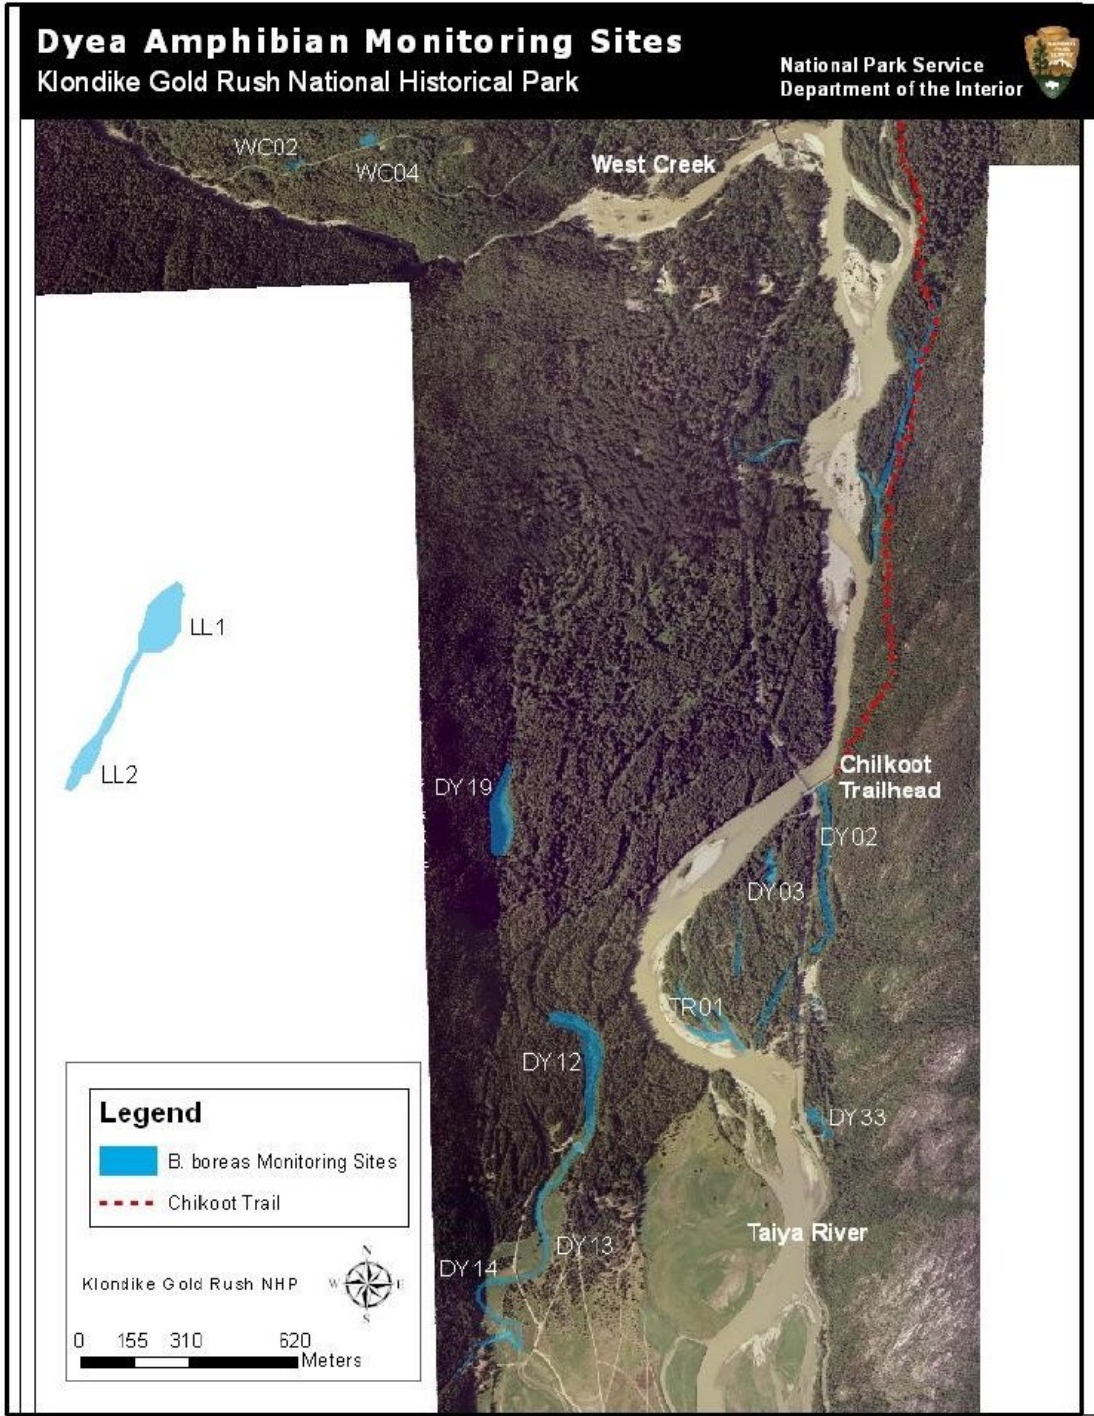 Dyea Amphibian Monitoring Sites
Klondike Gold Rush National Historical Park
National Park Service
Department of the Interior
WC02
WC04
West Creek
LL1
LL2
DY19
Chilkoot
Trailhead
DY02
DY03
TR01
DY12
DY33
Taiya River
DY13
DY14
Legend
B. boreas Monitoring Sites
Chikoot Trail
Klondike Gold Rush NHP
N
W E
S
0 155 310 620
Meters